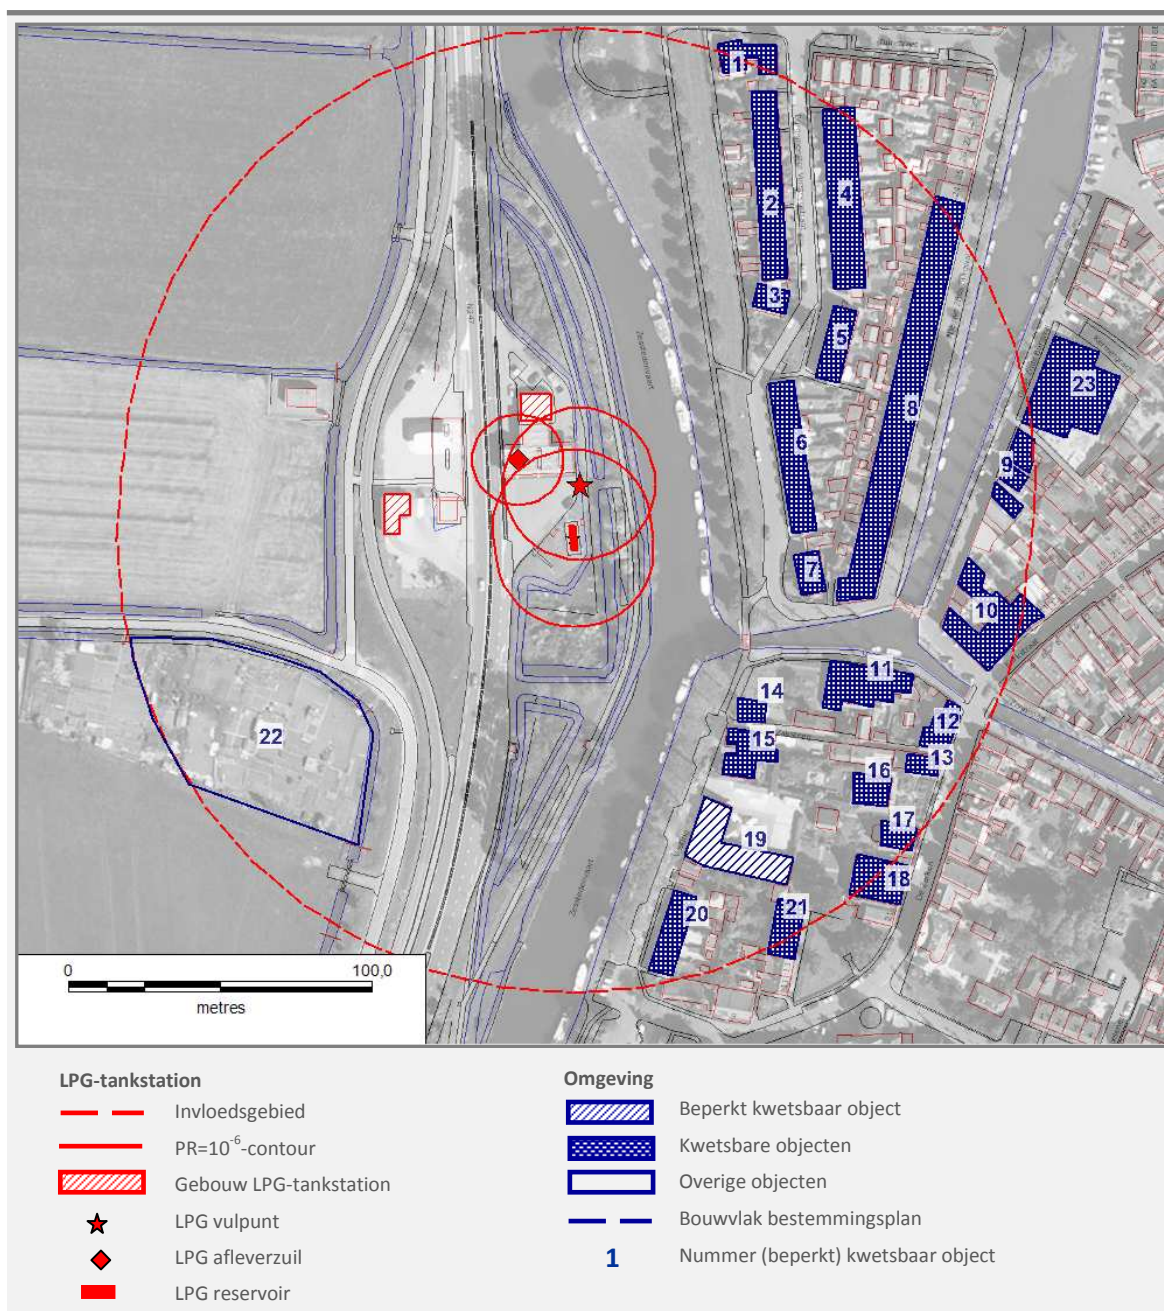 1
2
3
4
5
6
7
8
9
10
11
12
13
14
15
16
17
18
19
20
21
22
23
N247
Zesstedenvaart
Zesstedenvaart
0 100,0
metres
LPG-tankstation
Invloedsgebied
PR=10⁻⁶-contour
Gebouw LPG-tankstation
LPG vulpunt
LPG afleverzuil
LPG reservoir
Omgeving
Beperkt kwetsbaar object
Kwetsbare objecten
Overige objecten
Bouwvlak bestemmingsplan
1 Nummer (beperkt) kwetsbaar object